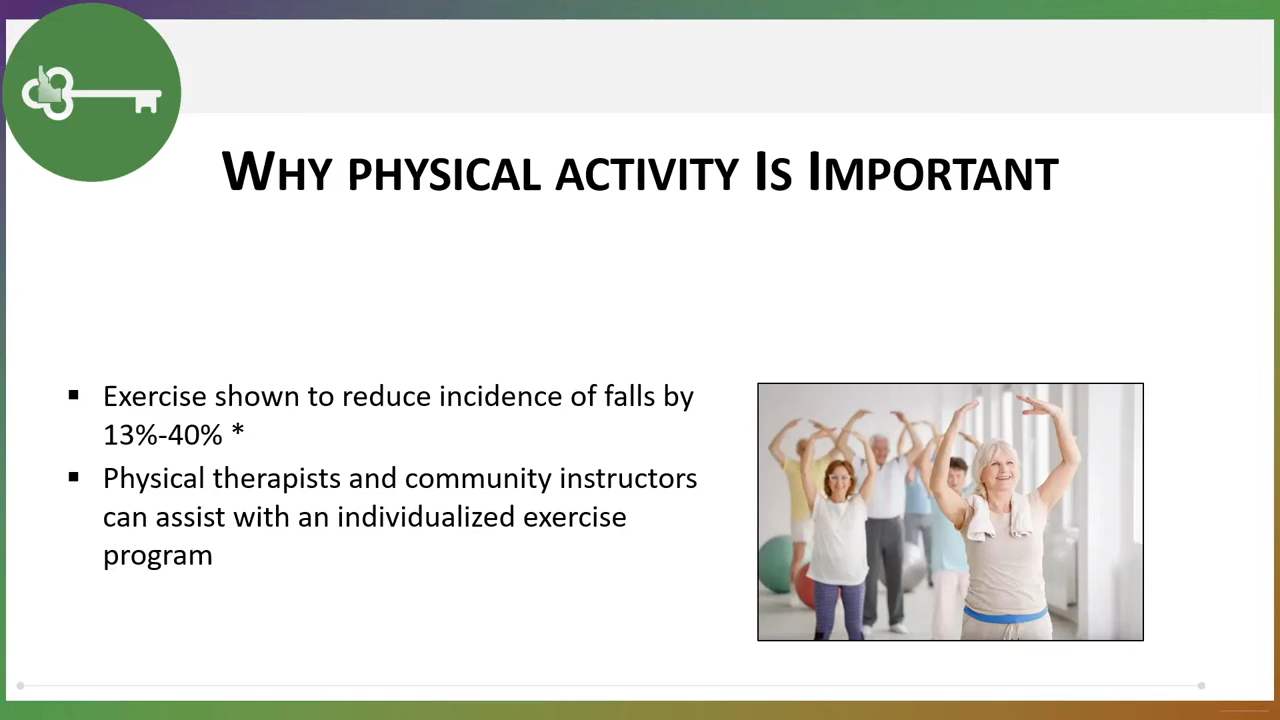 Why physical activity Is Important
▪ Exercise shown to reduce incidence of falls by
13%-40% *
▪ Physical therapists and community instructors
can assist with an individualized exercise
program